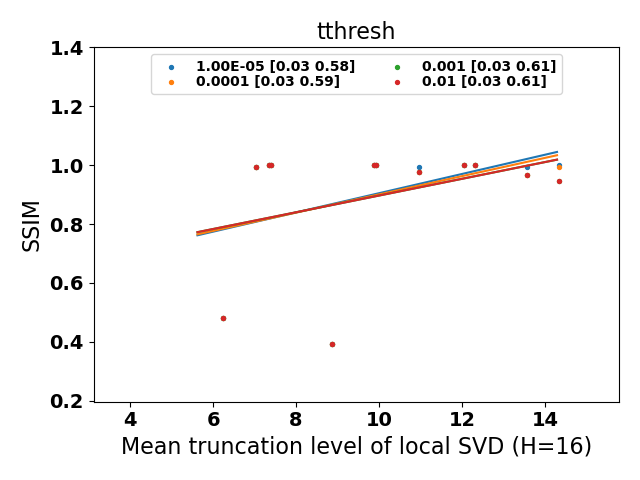 tthresh
1.00E-05 [0.03 0.58]
0.0001 [0.03 0.59]
0.001 [0.03 0.61]
0.01 [0.03 0.61]
1.4
1.2
1.0
0.8
0.6
0.4
0.2
SSIM
4 6 8 10 12 14
Mean truncation level of local SVD (H=16)